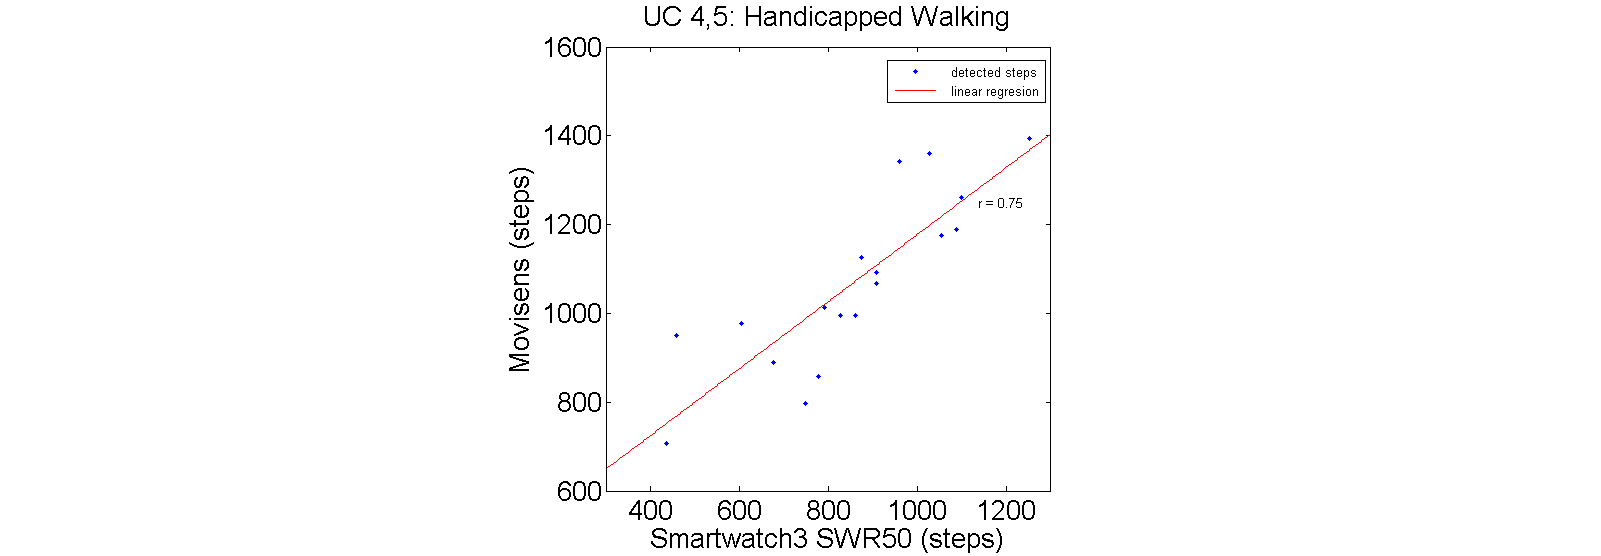 UC 4,5: Handicapped Walking
1600
1400
1200
1000
800
600
400 600 800 1000 1200
Movisens (steps)
Smartwatch3 SWR50 (steps)
detected steps
linear regresion
r = 0.75